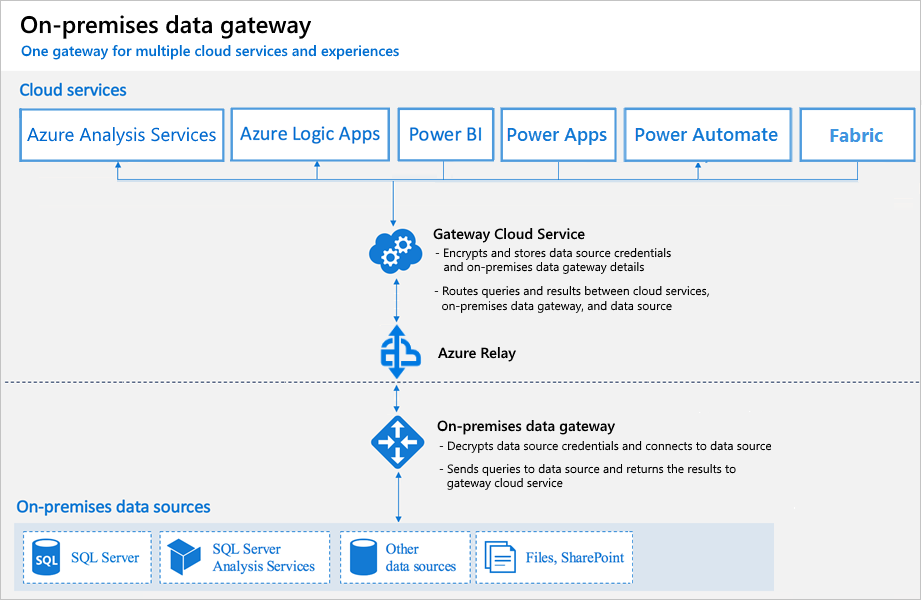 On-premises data gateway
One gateway for multiple cloud services and experiences
Cloud services
Azure Analysis Services
Azure Logic Apps
Power BI
Power Apps
Power Automate
Fabric
Gateway Cloud Service
- Encrypts and stores data source credentials
and on-premises data gateway details
- Routes queries and results between cloud services,
on-premises data gateway, and data source
Azure Relay
On-premises data gateway
- Decrypts data source credentials and connects to data source
- Sends queries to data source and returns the results to
gateway cloud service
On-premises data sources
SQL
SQL Server
SQL Server
Analysis Services
Other
data sources
Files, SharePoint